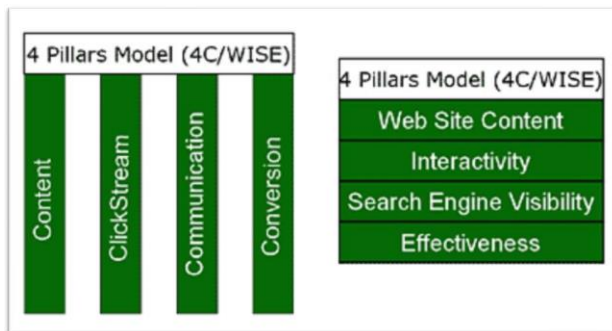 4 Pillars Model (4C/WISE)
Content
ClickStream
Communication
Conversion
4 Pillars Model (4C/WISE)
Web Site Content
Interactivity
Search Engine Visibility
Effectiveness